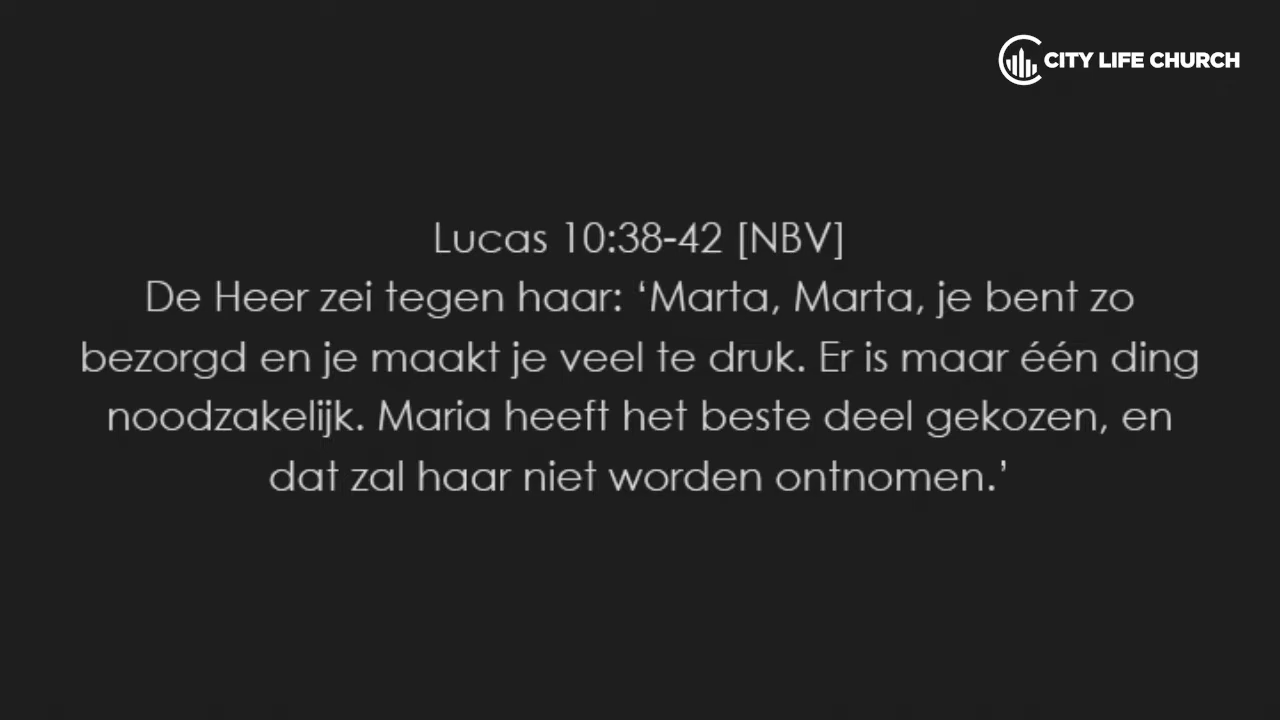 CITY LIFE CHURCH
Lucas 10:38-42 [NBV]
De Heer zei tegen haar: ‘Marta, Marta, je bent zo
bezorgd en je maakt je veel te druk. Er is maar één ding
noodzakelijk. Maria heeft het beste deel gekozen, en
dat zal haar niet worden ontnomen.’